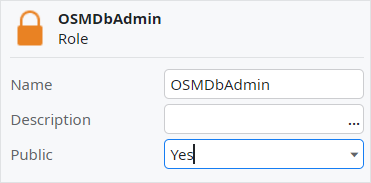 OSMDbAdmin
Role
Name OSMDbAdmin
Description ...
Public Yes